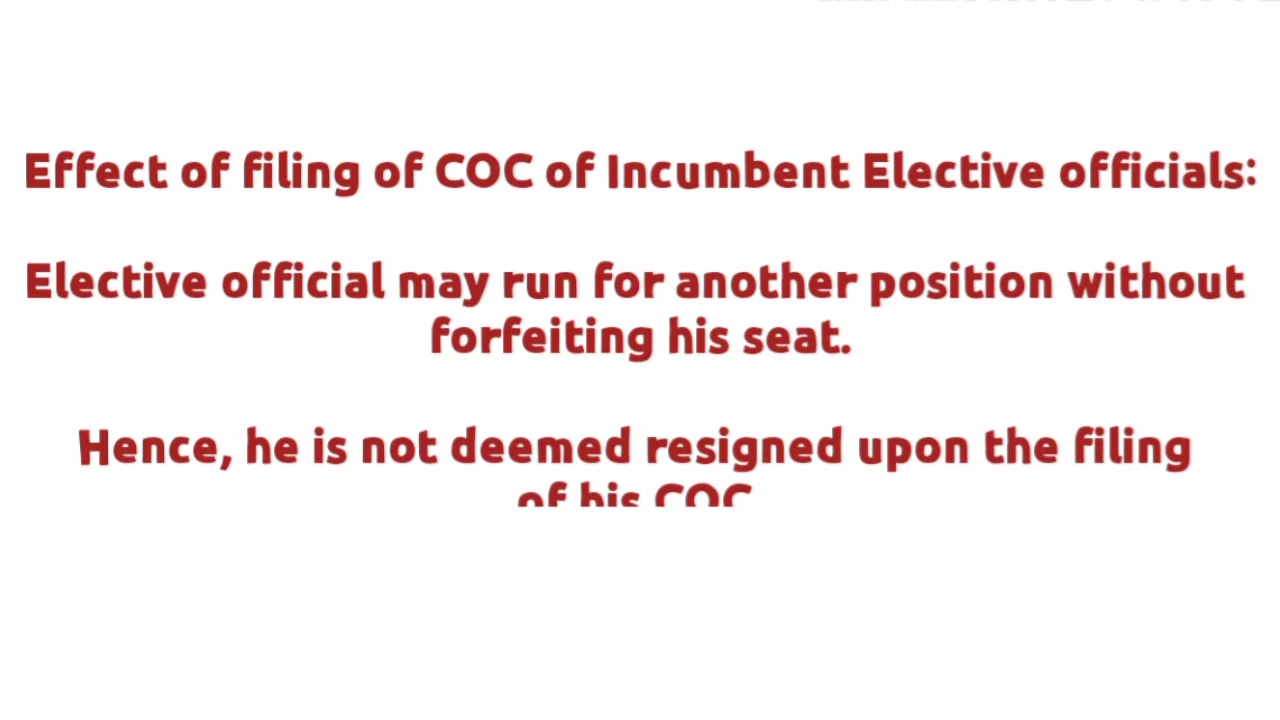 Effect of filing of COC of Incumbent Elective officials:
Elective official may run for another position without
forfeiting his seat.
Hence, he is not deemed resigned upon the filing
of his COC